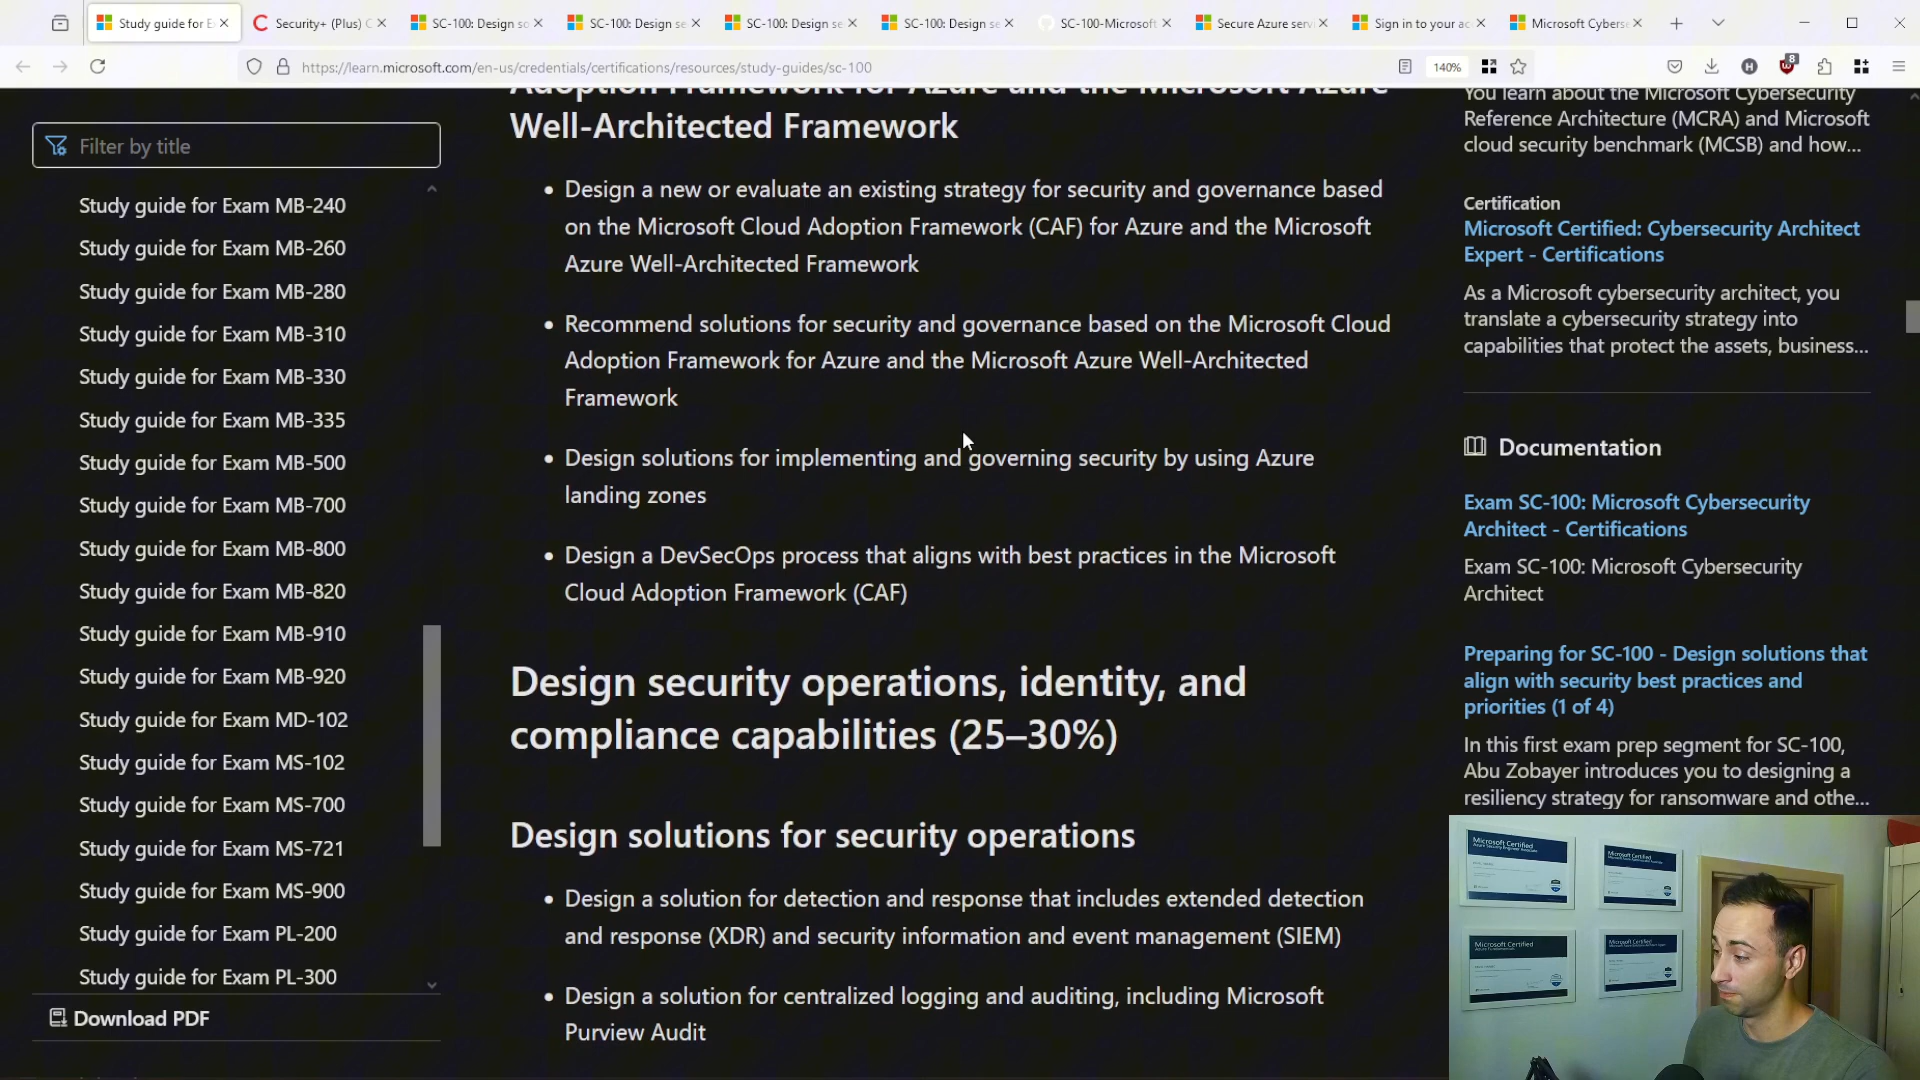 Study guide for E
Security+ (Plus) C
SC-100: Design so
SC-100: Design se
SC-100: Design se
SC-100: Design se
SC-100-Microsoft
Secure Azure serv
Sign in to your ac
Microsoft Cyberse
https://learn.microsoft.com/en-us/credentials/certifications/resources/study-guides/sc-100
140%
8
Filter by title
Study guide for Exam MB-240
Study guide for Exam MB-260
Study guide for Exam MB-280
Study guide for Exam MB-310
Study guide for Exam MB-330
Study guide for Exam MB-335
Study guide for Exam MB-500
Study guide for Exam MB-700
Study guide for Exam MB-800
Study guide for Exam MB-820
Study guide for Exam MB-910
Study guide for Exam MB-920
Study guide for Exam MD-102
Study guide for Exam MS-102
Study guide for Exam MS-700
Study guide for Exam MS-721
Study guide for Exam MS-900
Study guide for Exam PL-200
Study guide for Exam PL-300
Download PDF
Adoption Framework for Azure and the Microsoft Azure
Well-Architected Framework
Design a new or evaluate an existing strategy for security and governance based
on the Microsoft Cloud Adoption Framework (CAF) for Azure and the Microsoft
Azure Well-Architected Framework
Recommend solutions for security and governance based on the Microsoft Cloud
Adoption Framework for Azure and the Microsoft Azure Well-Architected
Framework
Design solutions for implementing and governing security by using Azure
landing zones
Design a DevSecOps process that aligns with best practices in the Microsoft
Cloud Adoption Framework (CAF)
Design security operations, identity, and
compliance capabilities (25–30%)
Design solutions for security operations
Design a solution for detection and response that includes extended detection
and response (XDR) and security information and event management (SIEM)
Design a solution for centralized logging and auditing, including Microsoft
Purview Audit
You learn about the Microsoft Cybersecurity
Reference Architecture (MCRA) and Microsoft
cloud security benchmark (MCSB) and how...
Certification
Microsoft Certified: Cybersecurity Architect
Expert - Certifications
As a Microsoft cybersecurity architect, you
translate a cybersecurity strategy into
capabilities that protect the assets, business...
Documentation
Exam SC-100: Microsoft Cybersecurity
Architect - Certifications
Exam SC-100: Microsoft Cybersecurity
Architect
Preparing for SC-100 - Design solutions that
align with security best practices and
priorities (1 of 4)
In this first exam prep segment for SC-100,
Abu Zobayer introduces you to designing a
resiliency strategy for ransomware and othe...
Microsoft Certified
Microsoft Certified
Microsoft Certified
Microsoft Certified